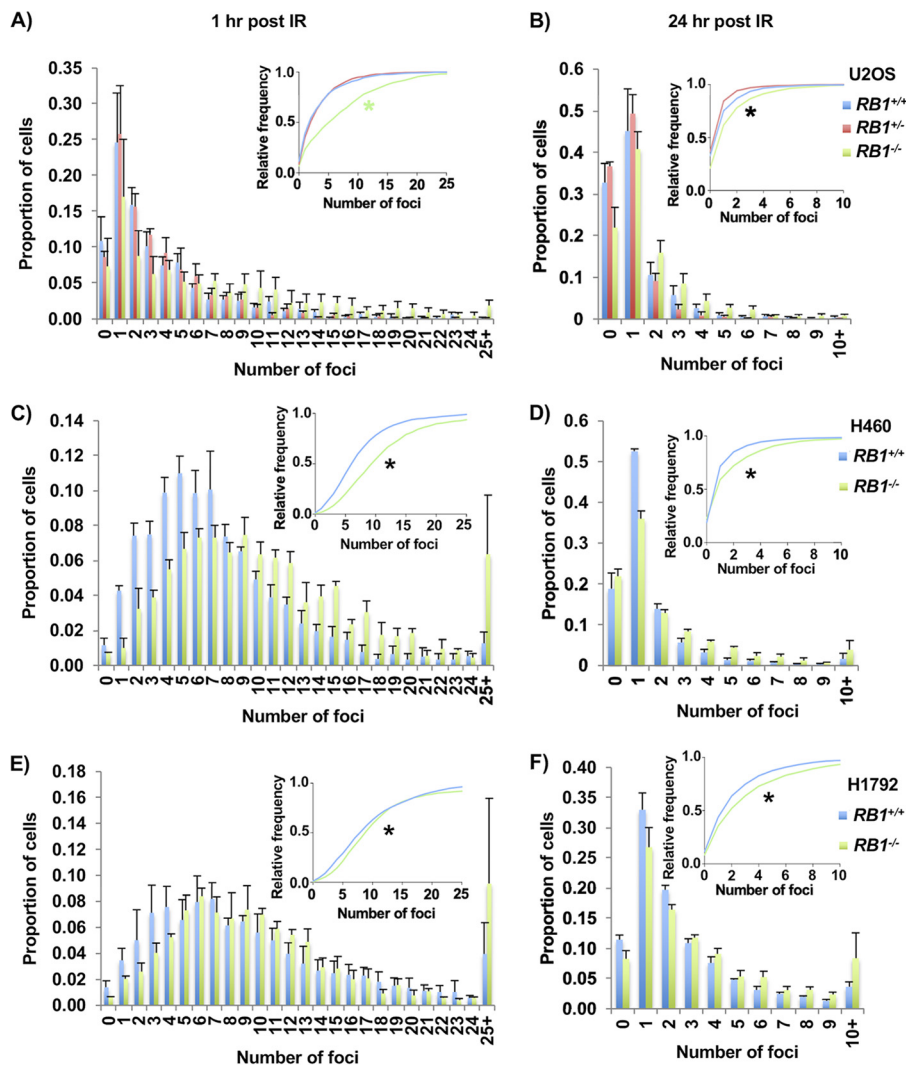 A) 1 hr post IR
B) 24 hr post IR
Proportion of cells
0.35
0.30
0.25
0.20
0.15
0.10
0.05
0.00
Relative frequency
1.0
0.5
0.0
0 5 10 15 20 25
Number of foci
*
0 1 2 3 4 5 6 7 8 9 10 11 12 13 14 15 16 17 18 19 20 21 22 23 24 25+
Number of foci
Proportion of cells
0.6
0.5
0.4
0.3
0.2
0.1
0
Relative frequency
1.0
0.5
0.0
0 2 4 6 8 10
Number of foci
*
U2OS
RB1+/+
RB1+/-
RB1-/-
0 1 2 3 4 5 6 7 8 9 10+
Number of foci
C)
Proportion of cells
0.14
0.12
0.10
0.08
0.06
0.04
0.02
0.00
Relative frequency
1.0
0.5
0.0
0 5 10 15 20 25
Number of foci
*
0 1 2 3 4 5 6 7 8 9 10 11 12 13 14 15 16 17 18 19 20 21 22 23 24 25+
Number of foci
D)
Proportion of cells
0.6
0.5
0.4
0.3
0.2
0.1
0
Relative frequency
1.0
0.5
0.0
0 2 4 6 8 10
Number of foci
*
H460
RB1+/+
RB1-/-
0 1 2 3 4 5 6 7 8 9 10+
Number of foci
E)
Proportion of cells
0.18
0.16
0.14
0.12
0.10
0.08
0.06
0.04
0.02
0.00
Relative frequency
1.0
0.5
0.0
0 5 10 15 20 25
Number of foci
*
0 1 2 3 4 5 6 7 8 9 10 11 12 13 14 15 16 17 18 19 20 21 22 23 24 25+
Number of foci
F)
Proportion of cells
0.40
0.35
0.30
0.25
0.20
0.15
0.10
0.05
0.00
Relative frequency
1.0
0.5
0.0
0 2 4 6 8 10
Number of foci
*
H1792
RB1+/+
RB1-/-
0 1 2 3 4 5 6 7 8 9 10+
Number of foci